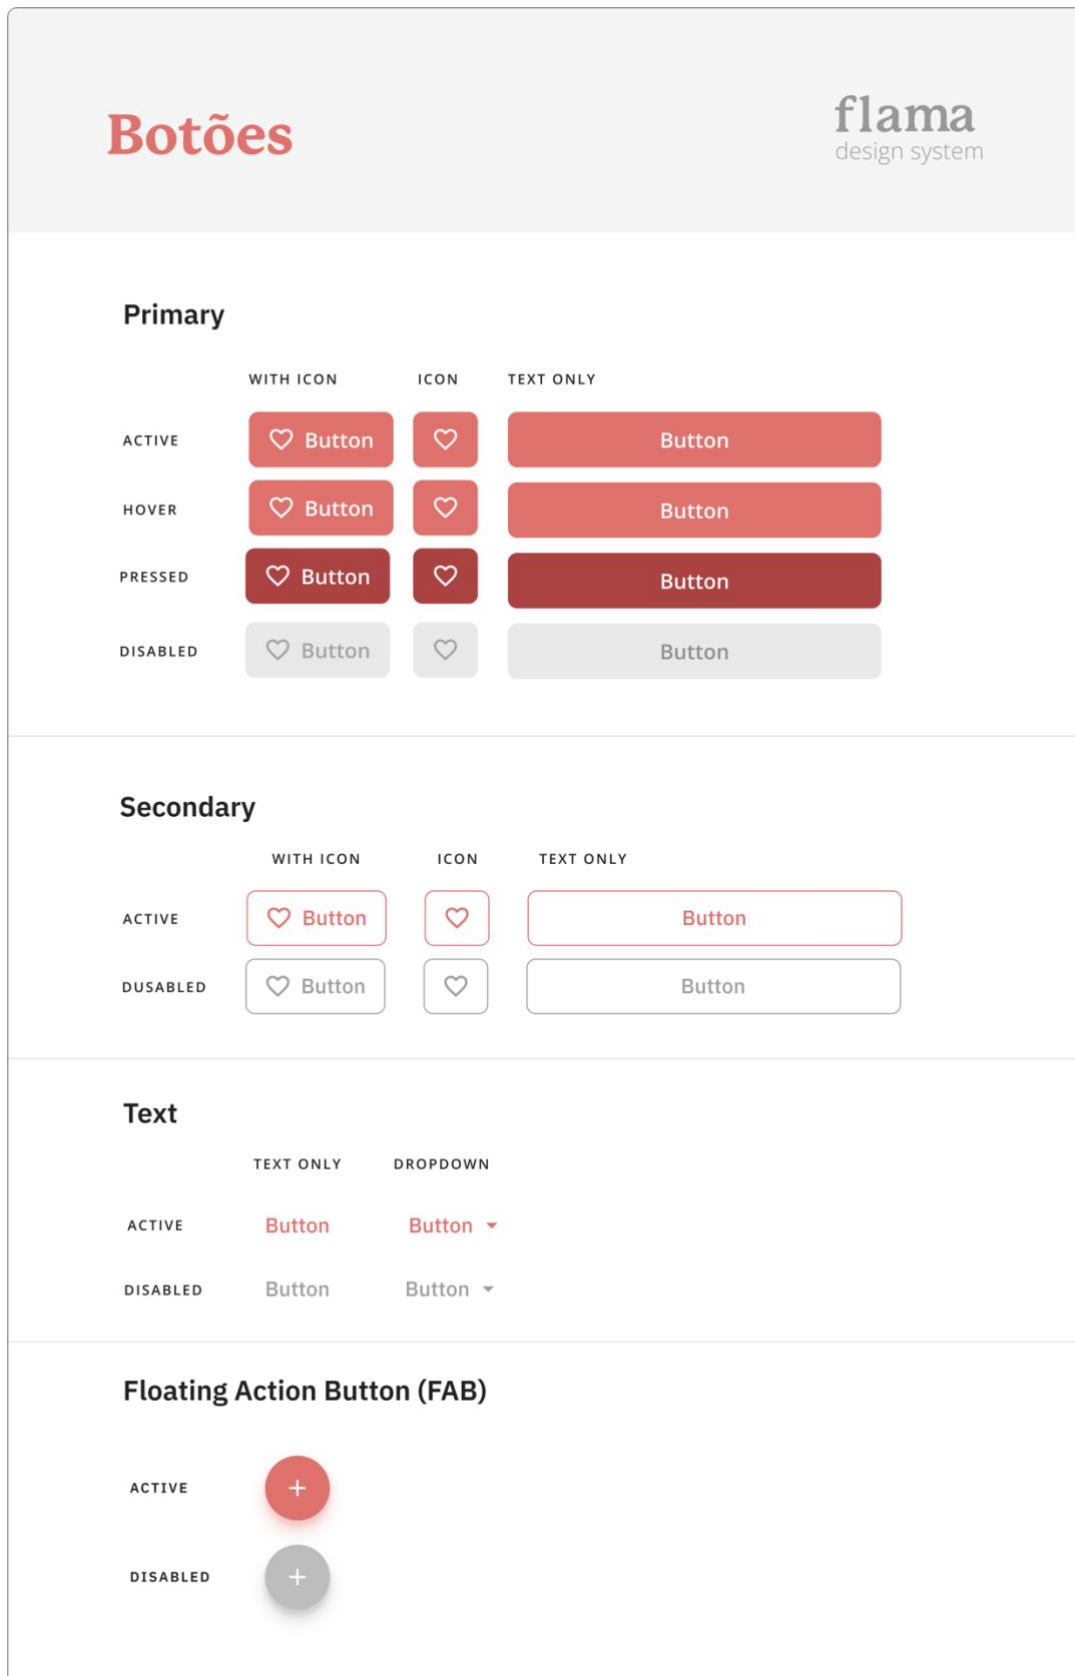 Botões
flama
design system
Primary
WITH ICON ICON TEXT ONLY
ACTIVE Button Button
HOVER Button Button
PRESSED Button Button
DISABLED Button Button
Secondary
WITH ICON ICON TEXT ONLY
ACTIVE Button Button
DUSABLED Button Button
Text
TEXT ONLY DROPDOWN
ACTIVE Button Button
DISABLED Button Button
Floating Action Button (FAB)
ACTIVE +
DISABLED +